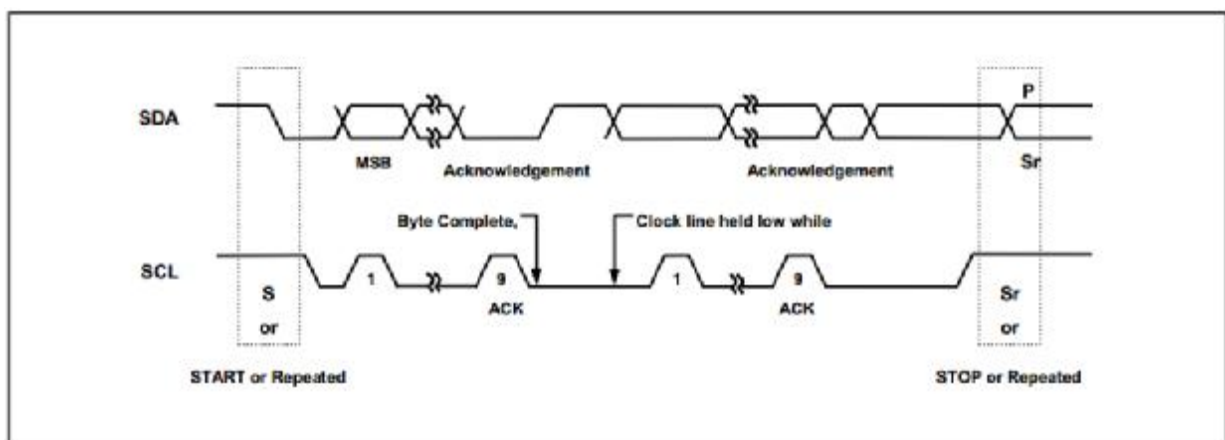 P
SDA
MSB
Acknowledgement
Acknowledgement
Sr
Byte Complete,
Clock line held low while
SCL
1
9
1
9
S
or
ACK
ACK
Sr
or
START or Repeated
STOP or Repeated